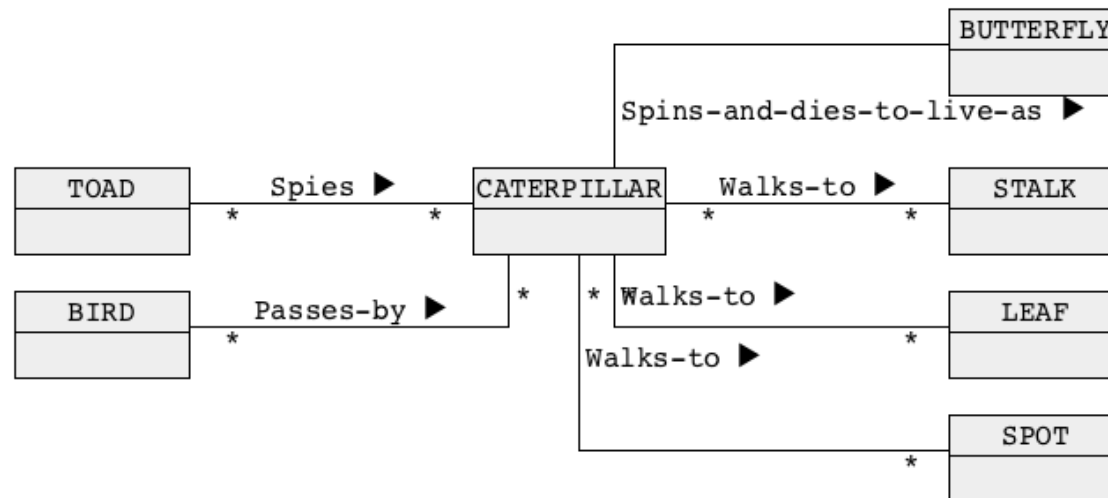 BUTTERFLY
Spins-and-dies-to-live-as ▶
TOAD
Spies ▶
CATERPILLAR
Walks-to ▶
STALK
* * * *
BIRD
Passes-by ▶
* * Walks-to ▶
LEAF
* *
Walks-to ▶
SPOT
*